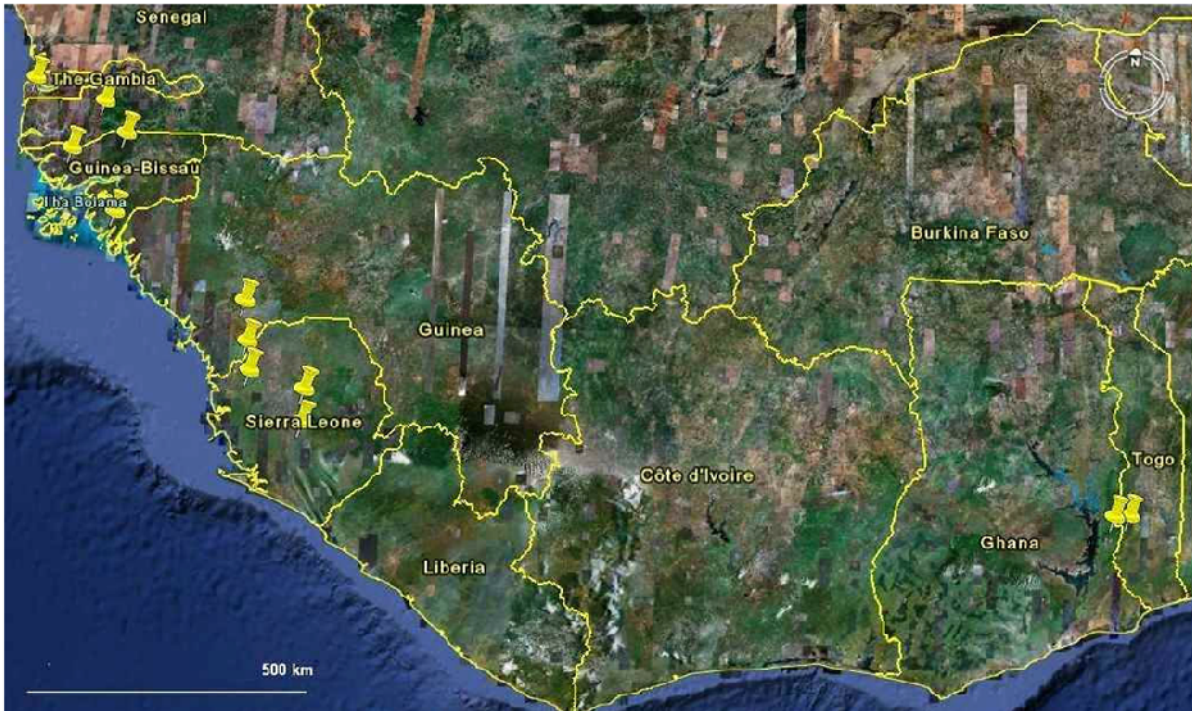 Senegal
N
The Gambia
Guinea-Bissau
Ilha Bolama
Burkina Faso
Guinea
Sierra Leone
Côte d'Ivoire
Togo
Ghana
Liberia
500 km